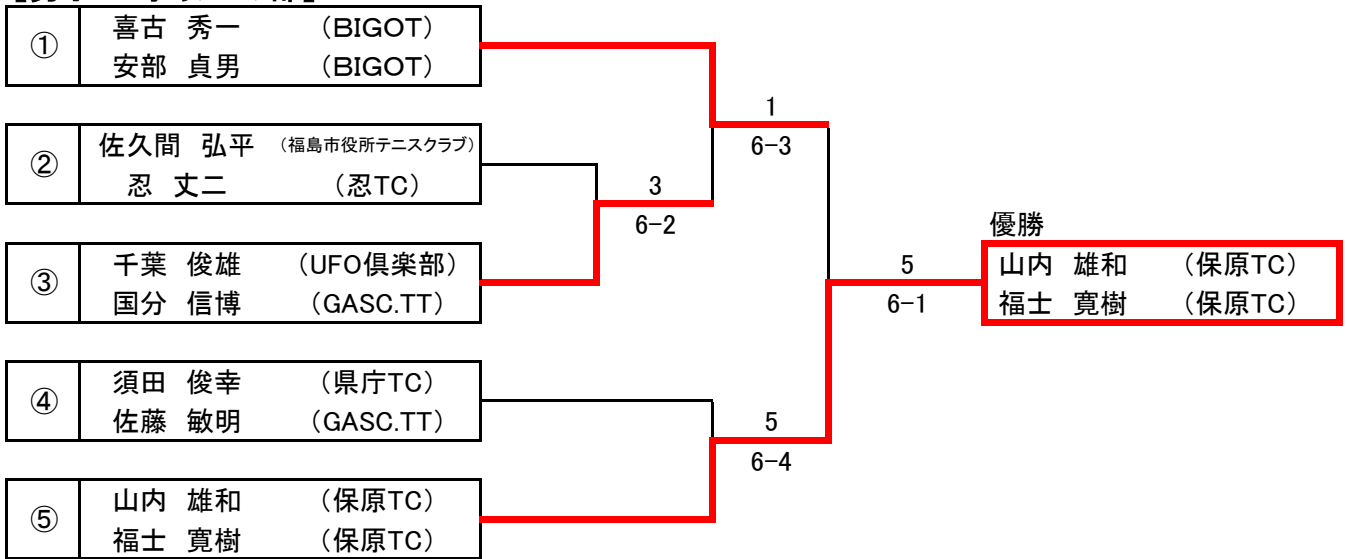 ① 喜古 秀一 （BIGOT）
安部 貞男 （BIGOT）
② 佐久間 弘平 （福島市役所テニスクラブ）
忍 丈二 （忍TC）
③ 千葉 俊雄 （UFO倶楽部）
国分 信博 （GASC.TT）
④ 須田 俊幸 （県庁TC）
佐藤 敏明 （GASC.TT）
⑤ 山内 雄和 （保原TC）
福士 寛樹 （保原TC）
3
6-2
1
6-3
5
6-4
5
6-1
優勝
山内 雄和 （保原TC）
福士 寛樹 （保原TC）